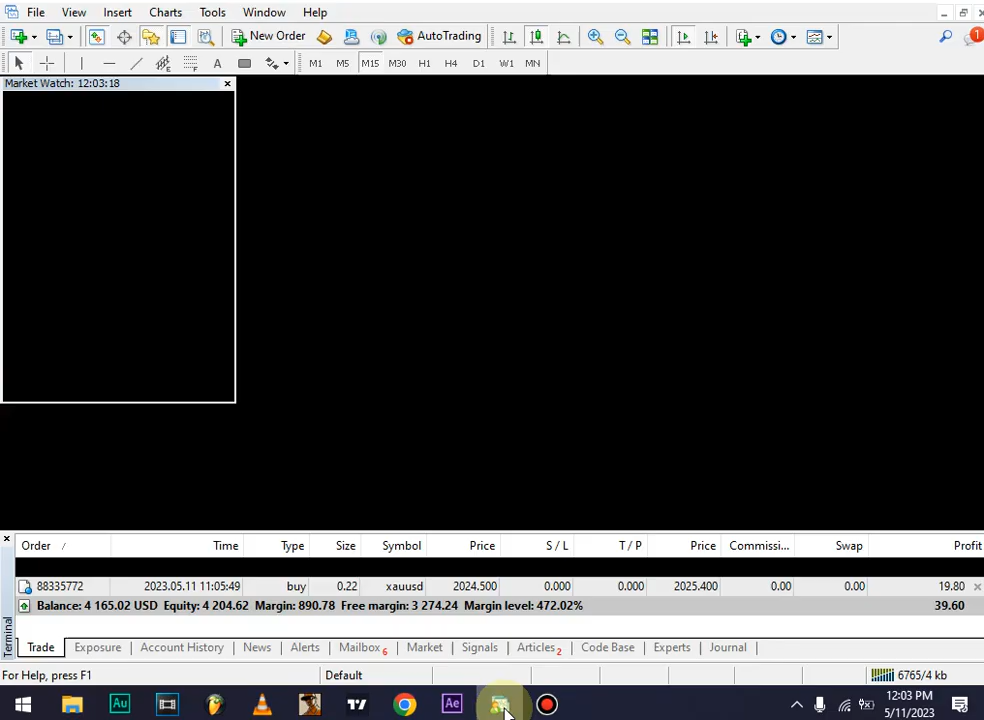 File View Insert Charts Tools Window Help
New Order AutoTrading 1
A M1 M5 M15 M30 H1 H4 D1 W1 MN
Market Watch: 12:03:18
Order / Time Type Size Symbol Price S / L T / P Price Commissi... Swap Profit
88335772 2023.05.11 11:05:49 buy 0.22 xauusd 2024.500 0.000 0.000 2025.400 0.00 0.00 19.80
Balance: 4 165.02 USD Equity: 4 204.62 Margin: 890.78 Free margin: 3 274.24 Margin level: 472.02% 39.60
Terminal
Trade Exposure Account History News Alerts Mailbox 6 Market Signals Articles 2 Code Base Experts Journal
For Help, press F1 Default 6765/4 kb
Au Ae 12:03 PM
5/11/2023